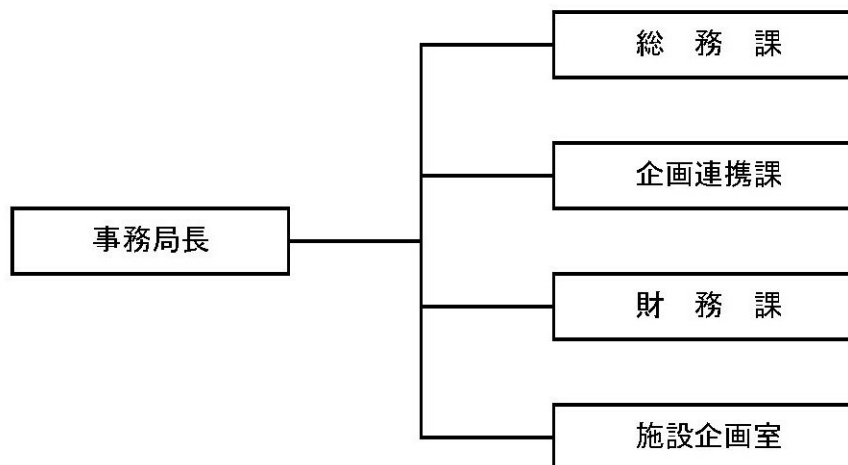 総　務　課
企画連携課
事務局長
財　務　課
施設企画室